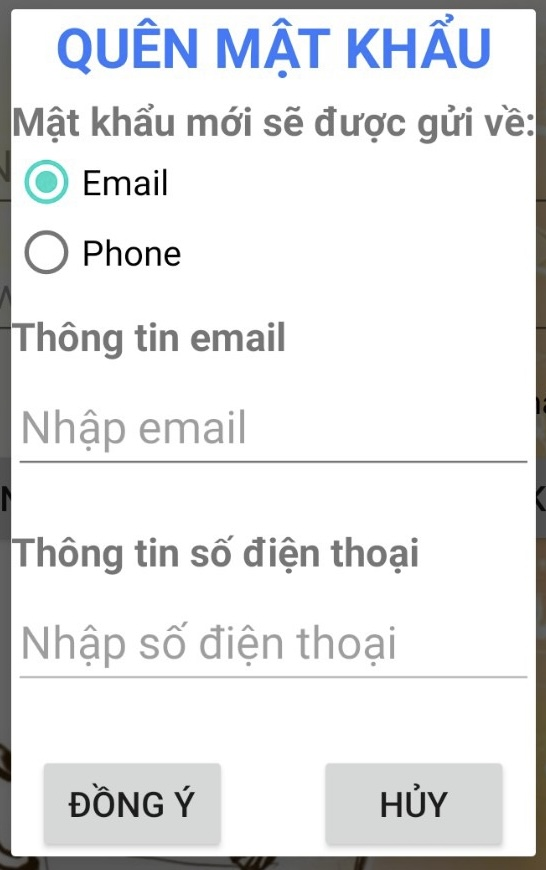 QUÊN MẬT KHẨU
Mật khẩu mới sẽ được gửi về:
Email
Phone
Thông tin email
Nhập email
Thông tin số điện thoại
Nhập số điện thoại
ĐỒNG Ý HỦY